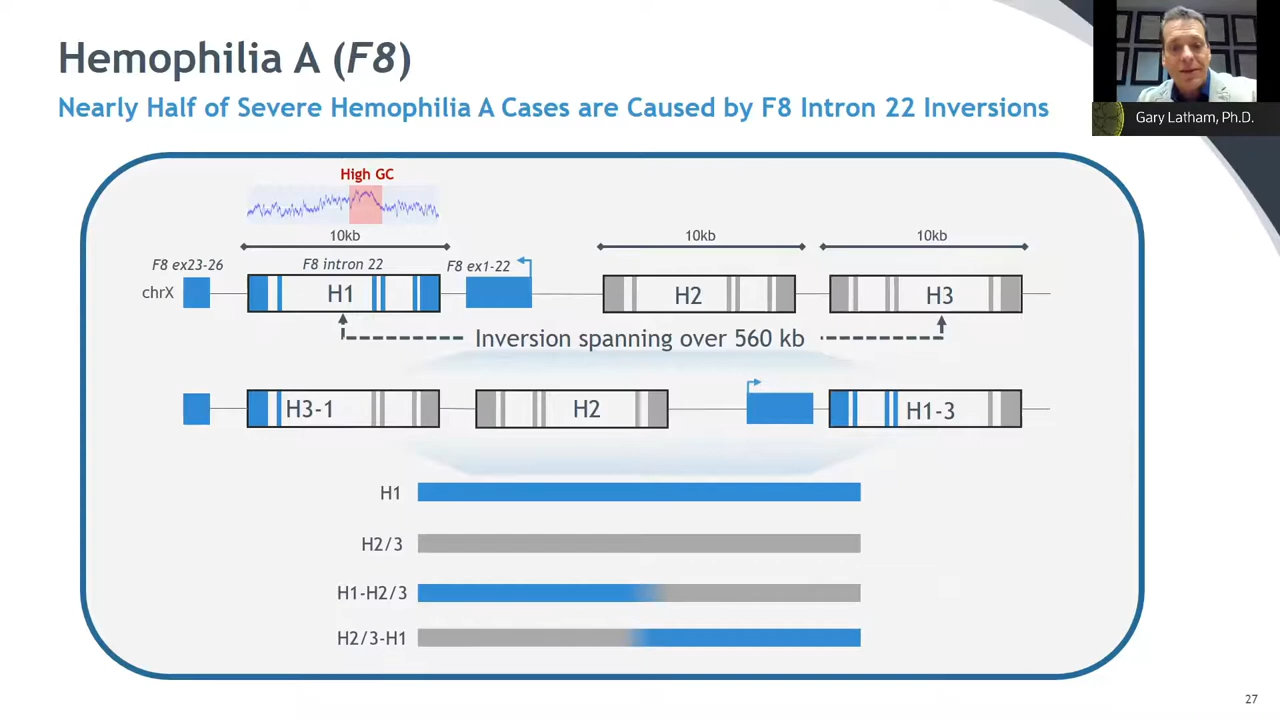 Hemophilia A (F8)
Nearly Half of Severe Hemophilia A Cases are Caused by F8 Intron 22 Inversions
Gary Latham, Ph.D.
High GC
10kb
10kb
10kb
F8 ex23-26
F8 intron 22
F8 ex1-22
chrX
H1
H2
H3
Inversion spanning over 560 kb
H3-1
H2
H1-3
H1
H2/3
H1-H2/3
H2/3-H1
27